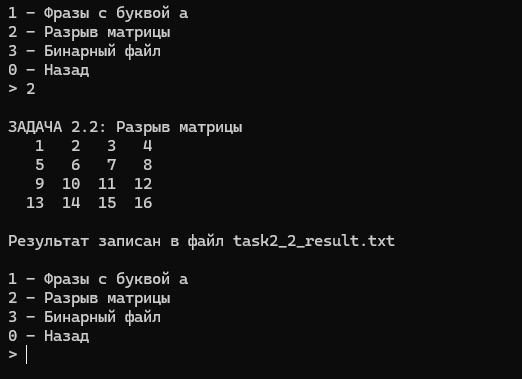 1 - Фразы с буквой а
2 - Разрыв матрицы
3 - Бинарный файл
0 - Назад
> 2
ЗАДАЧА 2.2: Разрыв матрицы
1 2 3 4
5 6 7 8
9 10 11 12
13 14 15 16
Результат записан в файл task2_2_result.txt
1 - Фразы с буквой а
2 - Разрыв матрицы
3 - Бинарный файл
0 - Назад
>